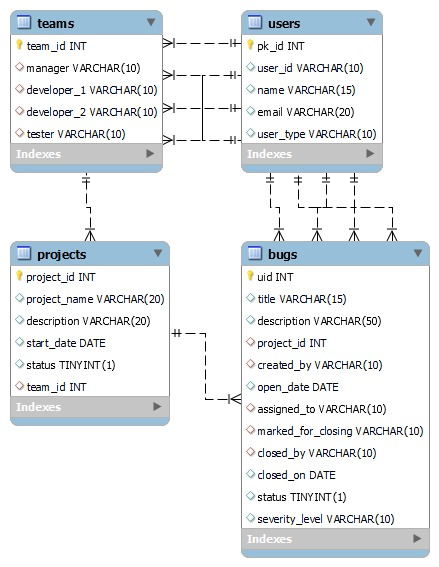 teams
team_id INT
manager VARCHAR(10)
developer_1 VARCHAR(10)
developer_2 VARCHAR(10)
tester VARCHAR(10)
Indexes
users
pk_id INT
user_id VARCHAR(10)
name VARCHAR(15)
email VARCHAR(20)
user_type VARCHAR(10)
Indexes
projects
project_id INT
project_name VARCHAR(20)
description VARCHAR(20)
start_date DATE
status TINYINT(1)
team_id INT
Indexes
bugs
uid INT
title VARCHAR(15)
description VARCHAR(50)
project_id INT
created_by VARCHAR(10)
open_date DATE
assigned_to VARCHAR(10)
marked_for_closing VARCHAR(10)
closed_by VARCHAR(10)
closed_on DATE
status TINYINT(1)
severity_level VARCHAR(10)
Indexes